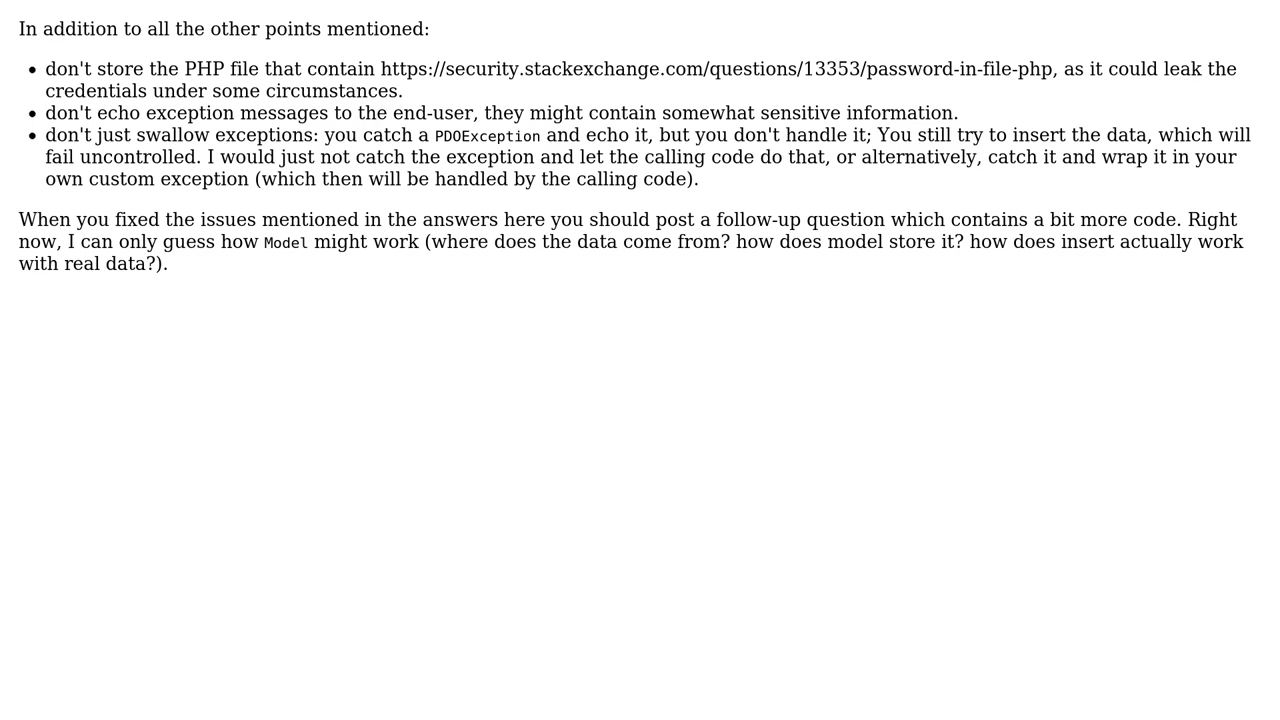 In addition to all the other points mentioned:
• don't store the PHP file that contain https://security.stackexchange.com/questions/13353/password-in-file-php, as it could leak the
credentials under some circumstances.
• don't echo exception messages to the end-user, they might contain somewhat sensitive information.
• don't just swallow exceptions: you catch a PDOException and echo it, but you don't handle it; You still try to insert the data, which will
fail uncontrolled. I would just not catch the exception and let the calling code do that, or alternatively, catch it and wrap it in your
own custom exception (which then will be handled by the calling code).
When you fixed the issues mentioned in the answers here you should post a follow-up question which contains a bit more code. Right
now, I can only guess how Model might work (where does the data come from? how does model store it? how does insert actually work
with real data?).